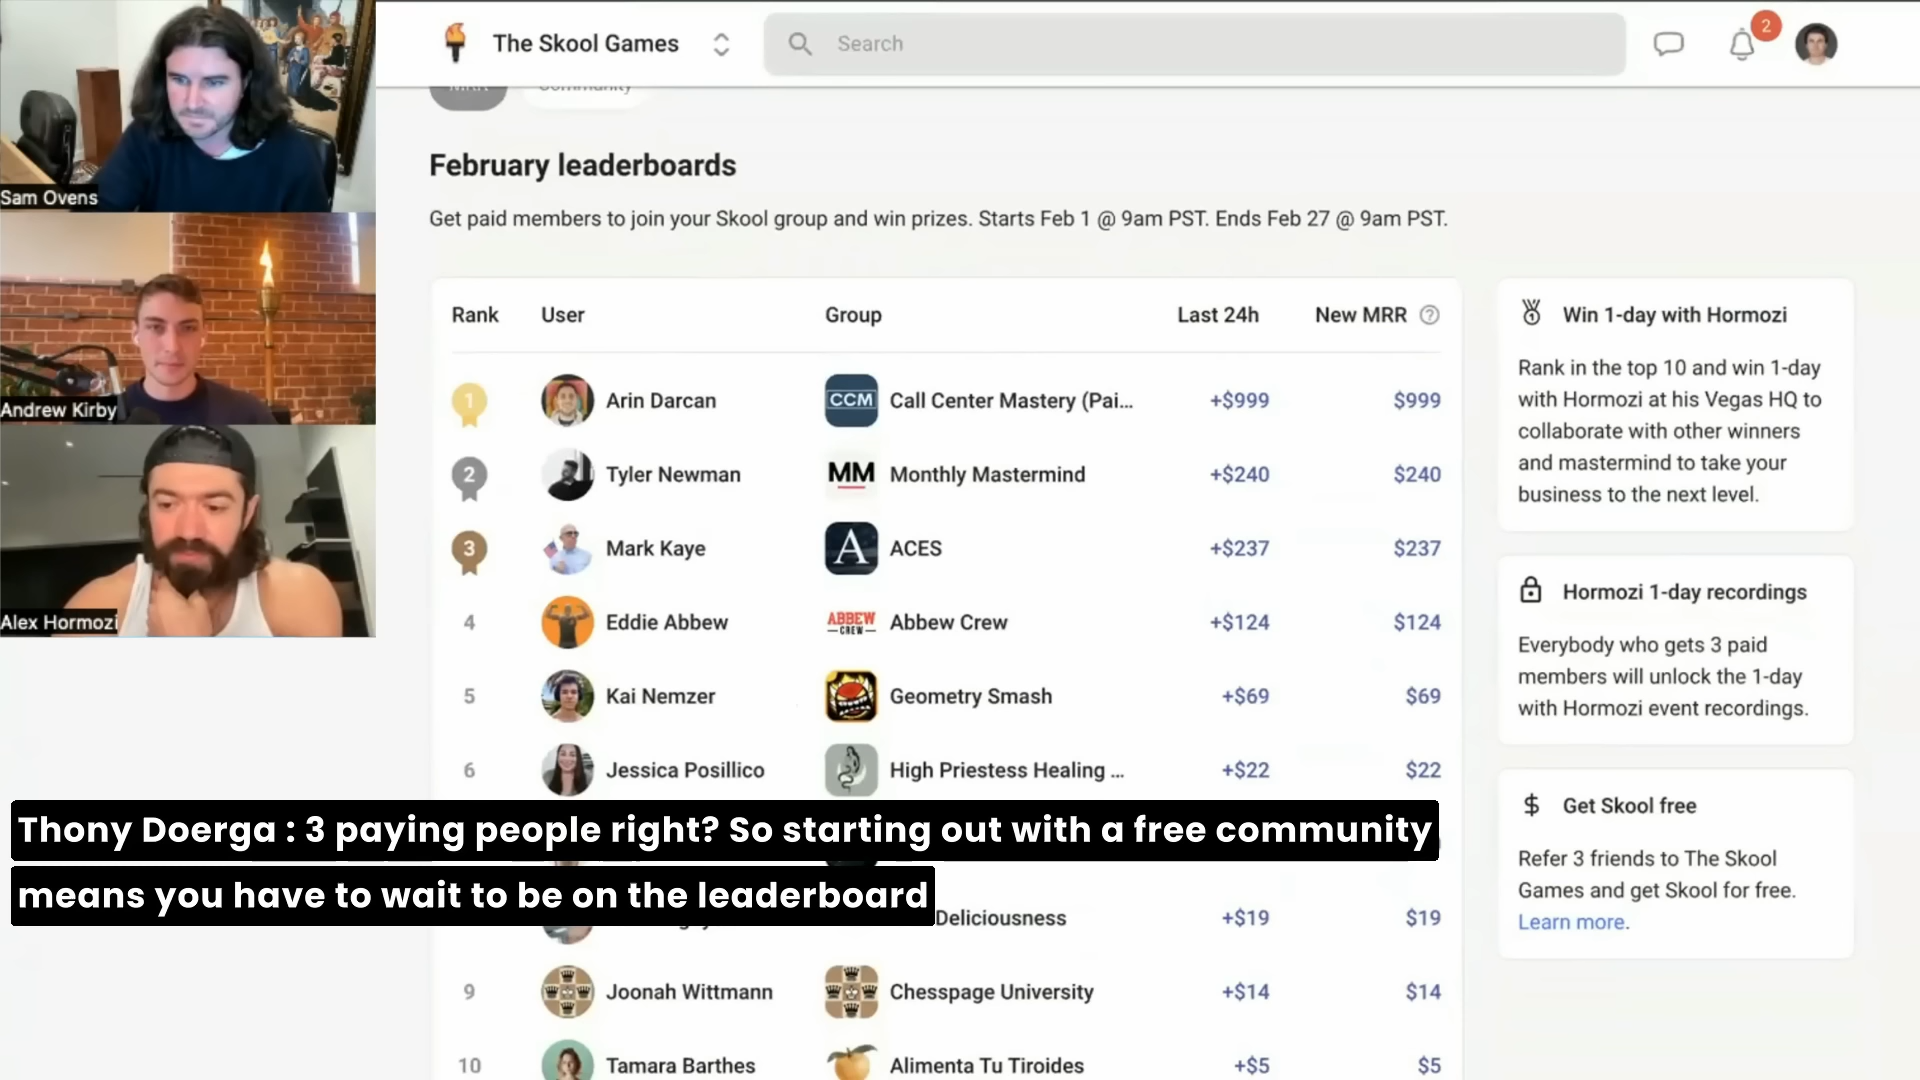 Sam Ovens
Andrew Kirby
Alex Hormozi
The Skool Games
Search
2
February leaderboards
Get paid members to join your Skool group and win prizes. Starts Feb 1 @ 9am PST. Ends Feb 27 @ 9am PST.
Rank User Group Last 24h New MRR ?
1 Arin Darcan CCM Call Center Mastery (Pai... +$999 $999
2 Tyler Newman MM Monthly Mastermind +$240 $240
3 Mark Kaye A ACES +$237 $237
4 Eddie Abbew ABBEW CREW Abbew Crew +$124 $124
5 Kai Nemzer Geometry Smash +$69 $69
6 Jessica Posillico High Priestess Healing ... +$22 $22
Thony Doerga : 3 paying people right? So starting out with a free community
means you have to wait to be on the leaderboard
Deliciousness +$19 $19
9 Joonah Wittmann Chesspage University +$14 $14
10 Tamara Barthes Alimenta Tu Tiroides +$5 $5
Win 1-day with Hormozi
Rank in the top 10 and win 1-day
with Hormozi at his Vegas HQ to
collaborate with other winners
and mastermind to take your
business to the next level.
Hormozi 1-day recordings
Everybody who gets 3 paid
members will unlock the 1-day
with Hormozi event recordings.
$ Get Skool free
Refer 3 friends to The Skool
Games and get Skool for free.
Learn more.